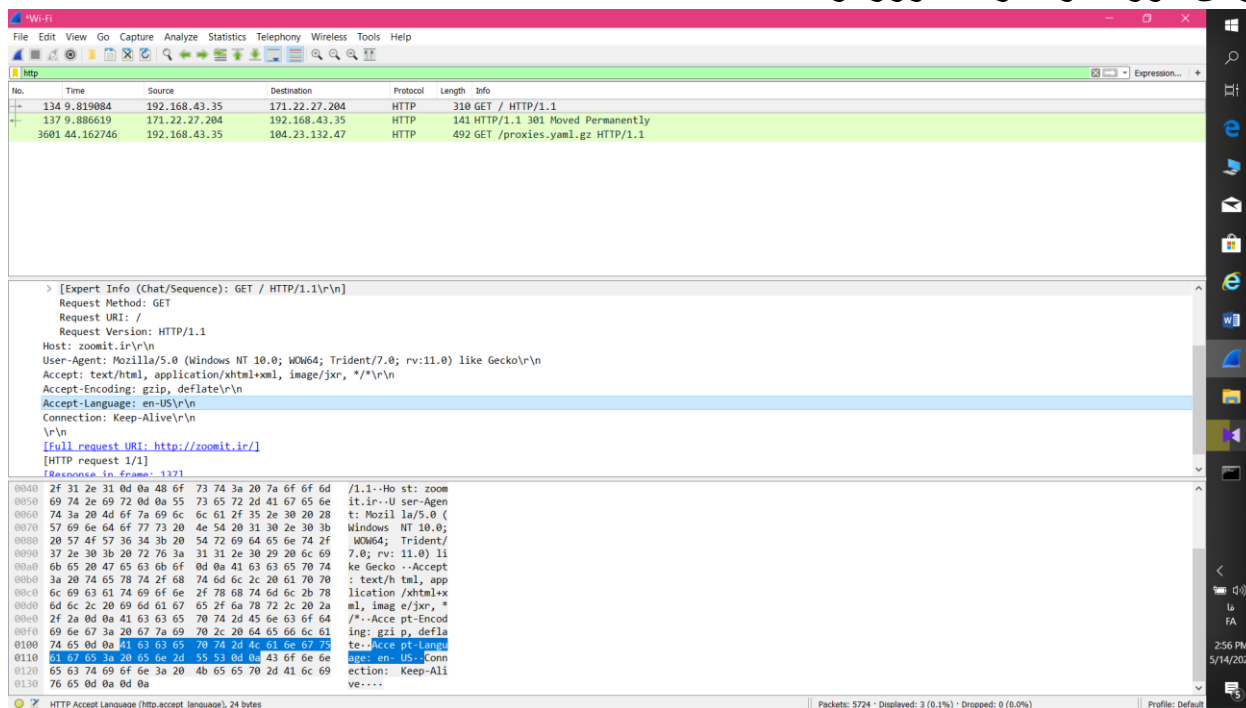 *Wi-Fi
File Edit View Go Capture Analyze Statistics Telephony Wireless Tools Help
http Expression... +
No. Time Source Destination Protocol Length Info
134 9.819084 192.168.43.35 171.22.27.204 HTTP 310 GET / HTTP/1.1
137 9.886619 171.22.27.204 192.168.43.35 HTTP 141 HTTP/1.1 301 Moved Permanently
3601 44.162746 192.168.43.35 104.23.132.47 HTTP 492 GET /proxies.yaml.gz HTTP/1.1
> [Expert Info (Chat/Sequence): GET / HTTP/1.1\r\n]
Request Method: GET
Request URI: /
Request Version: HTTP/1.1
Host: zoomit.ir\r\n
User-Agent: Mozilla/5.0 (Windows NT 10.0; WOW64; Trident/7.0; rv:11.0) like Gecko\r\n
Accept: text/html, application/xhtml+xml, image/jxr, */*\r\n
Accept-Encoding: gzip, deflate\r\n
Accept-Language: en-US\r\n
Connection: Keep-Alive\r\n
\r\n
[Full request URI: http://zoomit.ir/]
[HTTP request 1/1]
[Response in frame: 137]
0040 2f 31 2e 31 0d 0a 48 6f 73 74 3a 20 7a 6f 6f 6d /1.1··Ho st: zoom
0050 69 74 2e 69 72 0d 0a 55 73 65 72 2d 41 67 65 6e it.ir··U ser-Agen
0060 74 3a 20 4d 6f 7a 69 6c 6c 61 2f 35 2e 30 20 28 t: Mozil la/5.0 (
0070 57 69 6e 64 6f 77 73 20 4e 54 20 31 30 2e 30 3b Windows NT 10.0;
0080 20 57 4f 57 36 34 3b 20 54 72 69 64 65 6e 74 2f WOW64; Trident/
0090 37 2e 30 3b 20 72 76 3a 31 31 2e 30 29 20 6c 69 7.0; rv: 11.0) li
00a0 6b 65 20 47 65 63 6b 6f 0d 0a 41 63 63 65 70 74 ke Gecko ··Accept
00b0 3a 20 74 65 78 74 2f 68 74 6d 6c 2c 20 61 70 70 : text/h tml, app
00c0 6c 69 63 61 74 69 6f 6e 2f 78 68 74 6d 6c 2b 78 lication /xhtml+x
00d0 6d 6c 2c 20 69 6d 61 67 65 2f 6a 78 72 2c 20 2a ml, imag e/jxr, *
00e0 2f 2a 0d 0a 41 63 63 65 70 74 2d 45 6e 63 6f 64 /*··Acce pt-Encod
00f0 69 6e 67 3a 20 67 7a 69 70 2c 20 64 65 66 6c 61 ing: gzi p, defla
0100 74 65 0d 0a 41 63 63 65 70 74 2d 4c 61 6e 67 75 te··Acce pt-Langu
0110 61 67 65 3a 20 65 6e 2d 55 53 0d 0a 43 6f 6e 6e age: en- US··Conn
0120 65 63 74 69 6f 6e 3a 20 4b 65 65 70 2d 41 6c 69 ection: Keep-Ali
0130 76 65 0d 0a 0d 0a ve····
HTTP Accept Language (http.accept_language), 24 bytes Packets: 5724 · Displayed: 3 (0.1%) · Dropped: 0 (0.0%) Profile: Default
فا
FA
2:56 PM
5/14/202
5